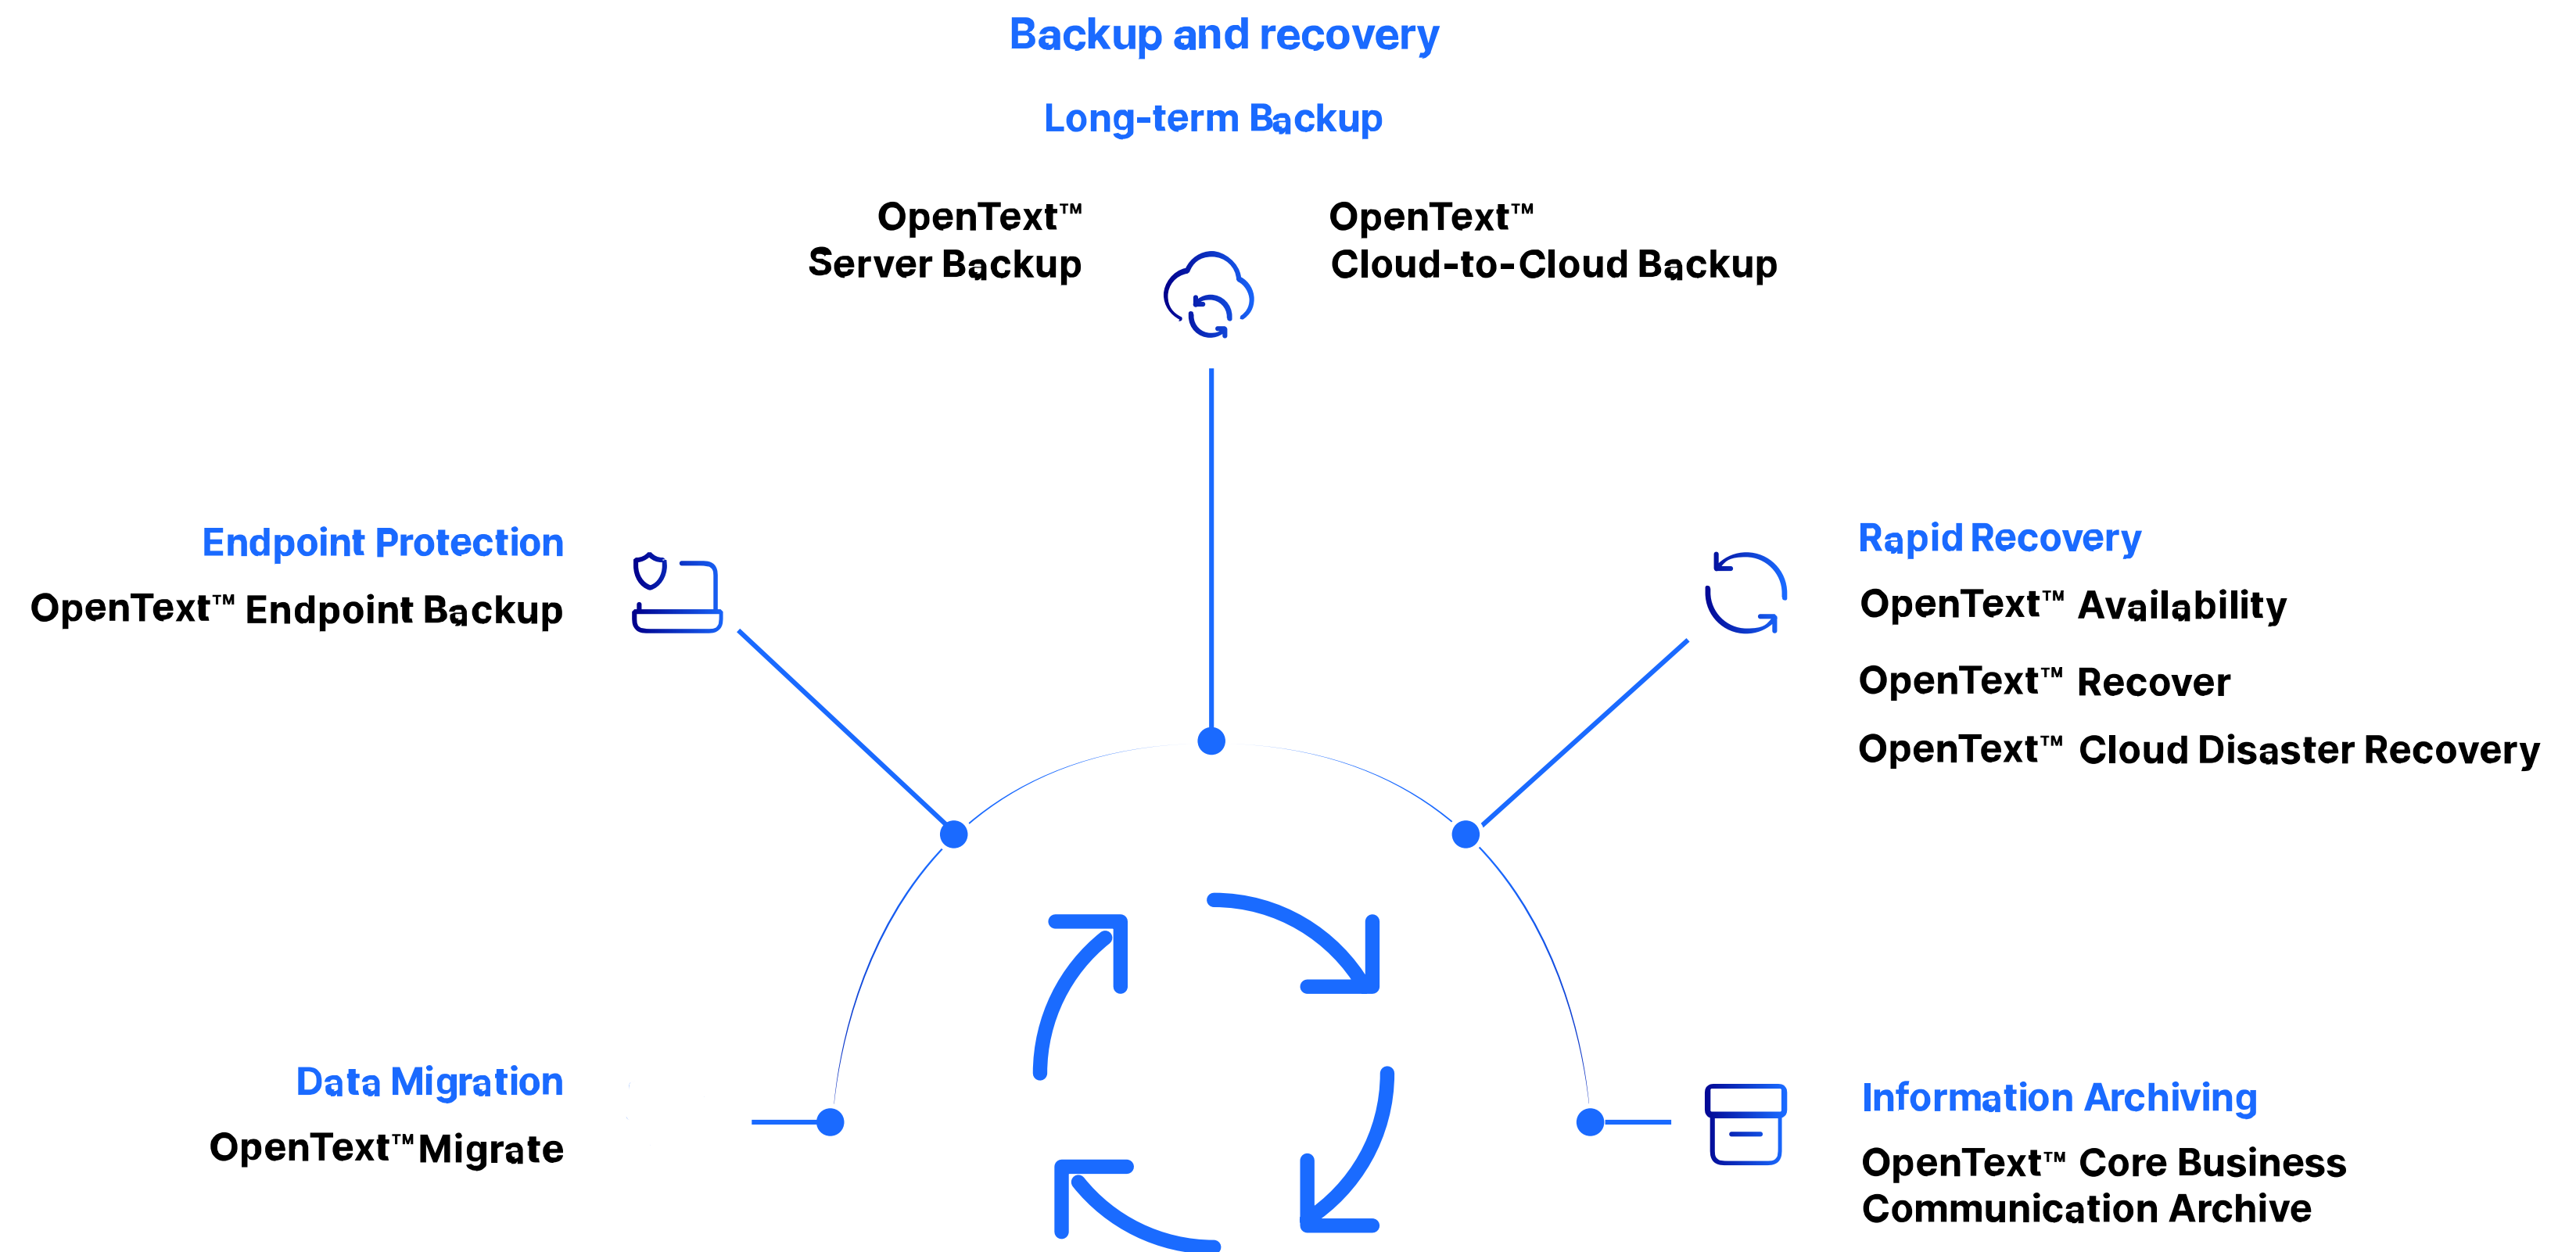 Backup and recovery
Long-term Backup
OpenText™
Server Backup
OpenText™
Cloud-to-Cloud Backup
Endpoint Protection
OpenText™ Endpoint Backup
Rapid Recovery
OpenText™ Availability
OpenText™ Recover
OpenText™ Cloud Disaster Recovery
Data Migration
OpenText™ Migrate
Information Archiving
OpenText™ Core Business
Communication Archive